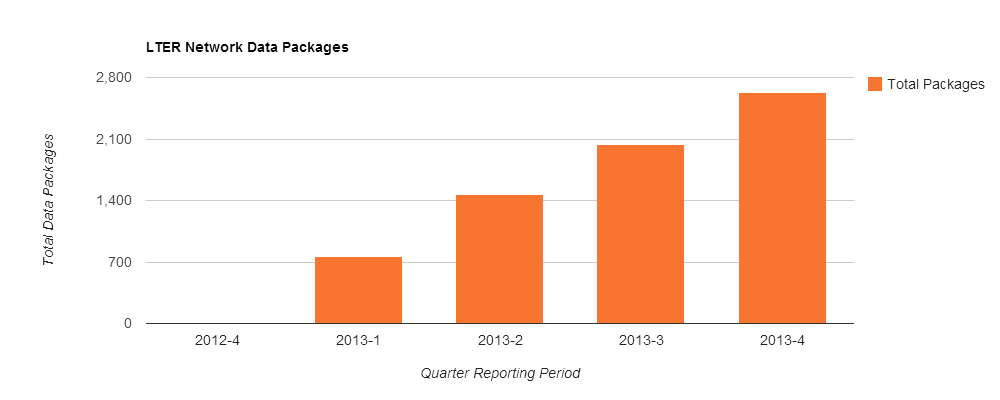 LTER Network Data Packages
2,800
Total Packages
2,100
1,400
700
0
Total Data Packages
2012-4 2013-1 2013-2 2013-3 2013-4
Quarter Reporting Period